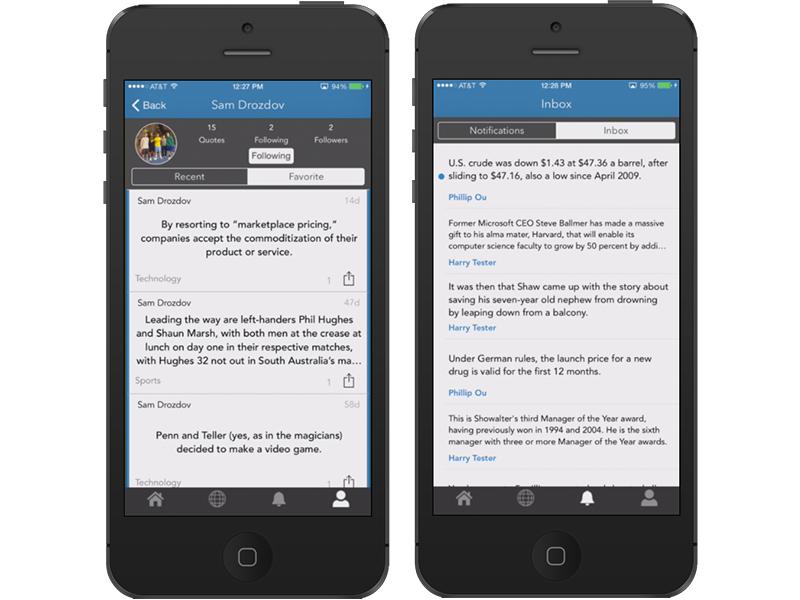 AT&T 12:27 PM 94%
Back Sam Drozdov
15 2 2
Quotes Following Followers
Following
Recent Favorite
Sam Drozdov 14d
By resorting to “marketplace pricing,”
companies accept the commoditization of their
product or service.
Technology 1
Sam Drozdov 47d
Leading the way are left-handers Phil Hughes
and Shaun Marsh, with both men at the crease at
lunch on day one in their respective matches,
with Hughes 32 not out in South Australia’s ma...
Sports 1
Sam Drozdov 58d
Penn and Teller (yes, as in the magicians)
decided to make a video game.
Technology 1
AT&T 12:28 PM 95%
Inbox
Notifications Inbox
U.S. crude was down $1.43 at $47.36 a barrel, after
sliding to $47.16, also a low since April 2009.
Phillip Ou
Former Microsoft CEO Steve Ballmer has made a massive
gift to his alma mater, Harvard, that will enable its
computer science faculty to grow by 50 percent by addi...
Harry Tester
It was then that Shaw came up with the story about
saving his seven-year old nephew from drowning
by leaping down from a balcony.
Harry Tester
Under German rules, the launch price for a new
drug is valid for the first 12 months.
Phillip Ou
This is Showalter's third Manager of the Year award,
having previously won in 1994 and 2004. He is the sixth
manager with three or more Manager of the Year awards.
Harry Tester